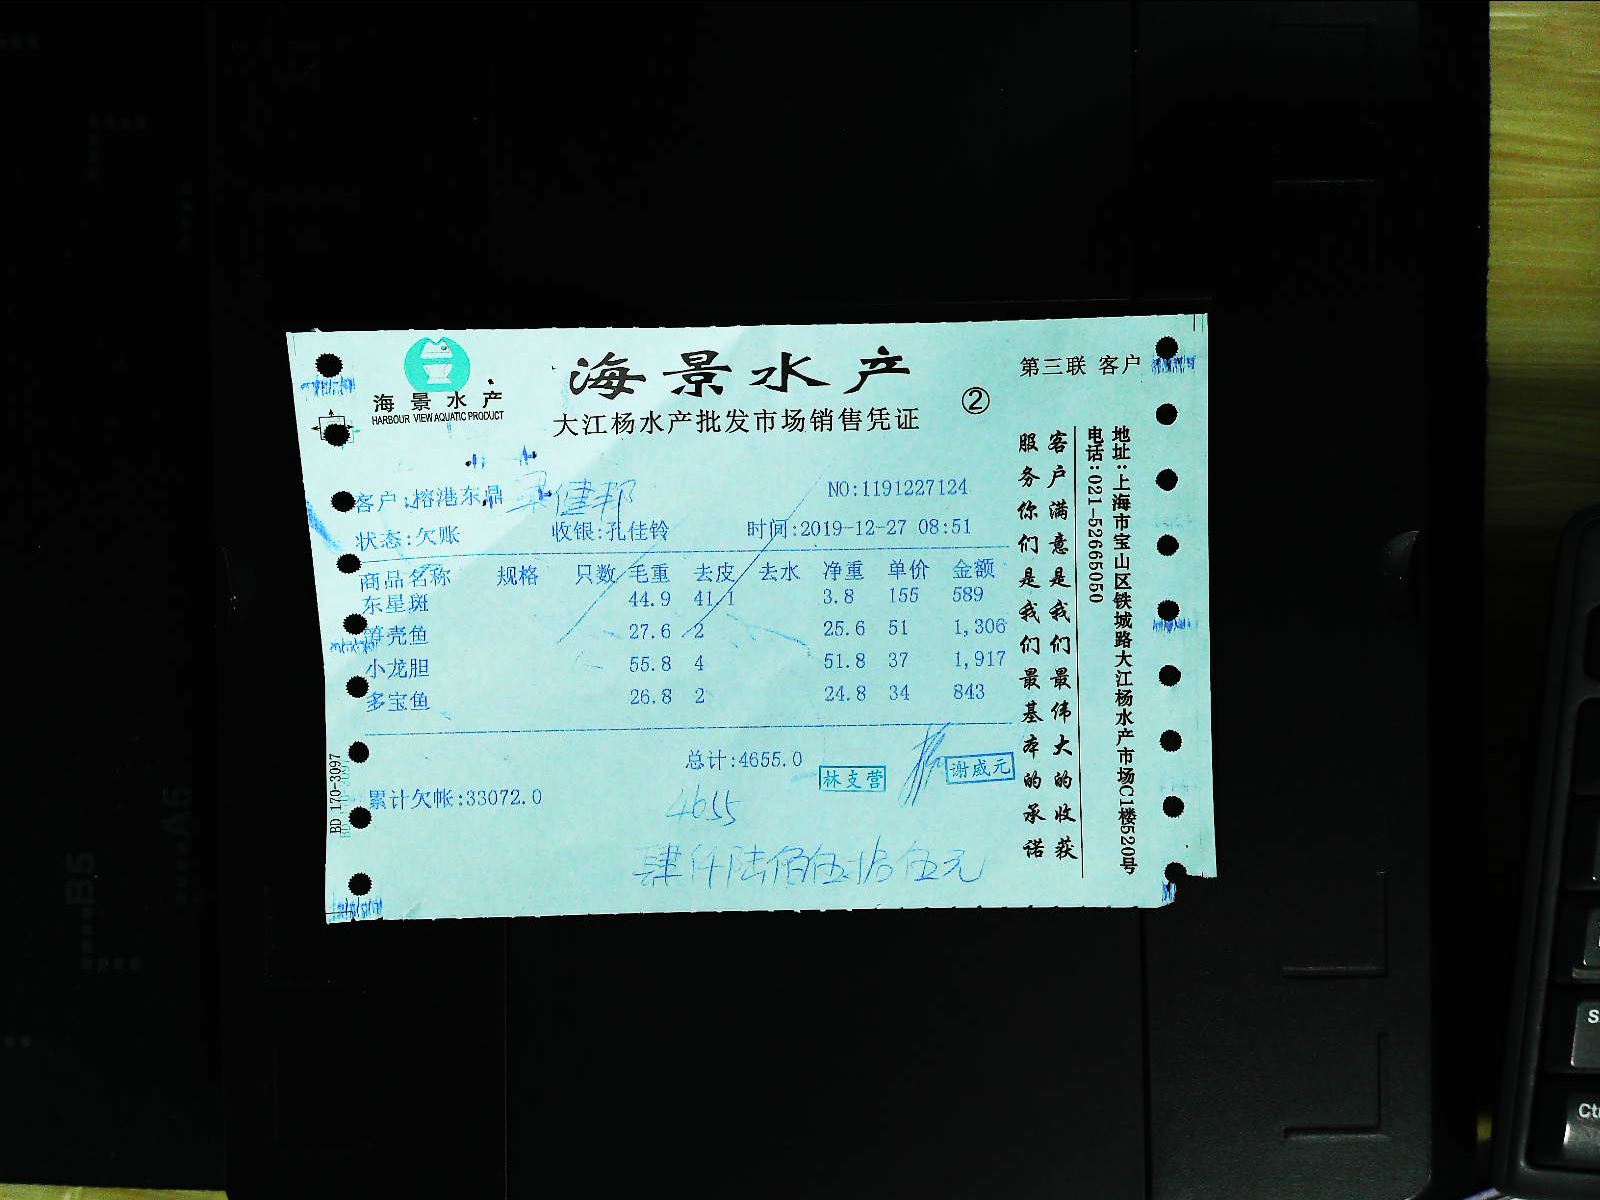 海景水产
HARBOUR VIEW AQUATIC PRODUCT
海景水产
大江杨水产批发市场销售凭证
②
第三联 客户
客户:榕港东鼎 健邦
NO:1191227124
状态:欠账 收银:孔佳铃 时间:2019-12-27 08:51
商品名称 规格 只数 毛重 去皮 去水 净重 单价 金额
东星斑 44.9 41.1 3.8 155 589
笋壳鱼 27.6 2 25.6 51 1,306
小龙胆 55.8 4 51.8 37 1,917
多宝鱼 26.8 2 24.8 34 843
总计:4655.0
林支营
谢威元
累计欠帐:33072.0
4655
肆仟陆佰伍拾伍元
客户满意是我们最伟大的收获
服务你们是我们最基本的承诺
地址:上海市宝山区铁城路大江杨水产市场C1楼520号
电话:021-52665050
BD 170-3097
B5
A5
S
Ctr